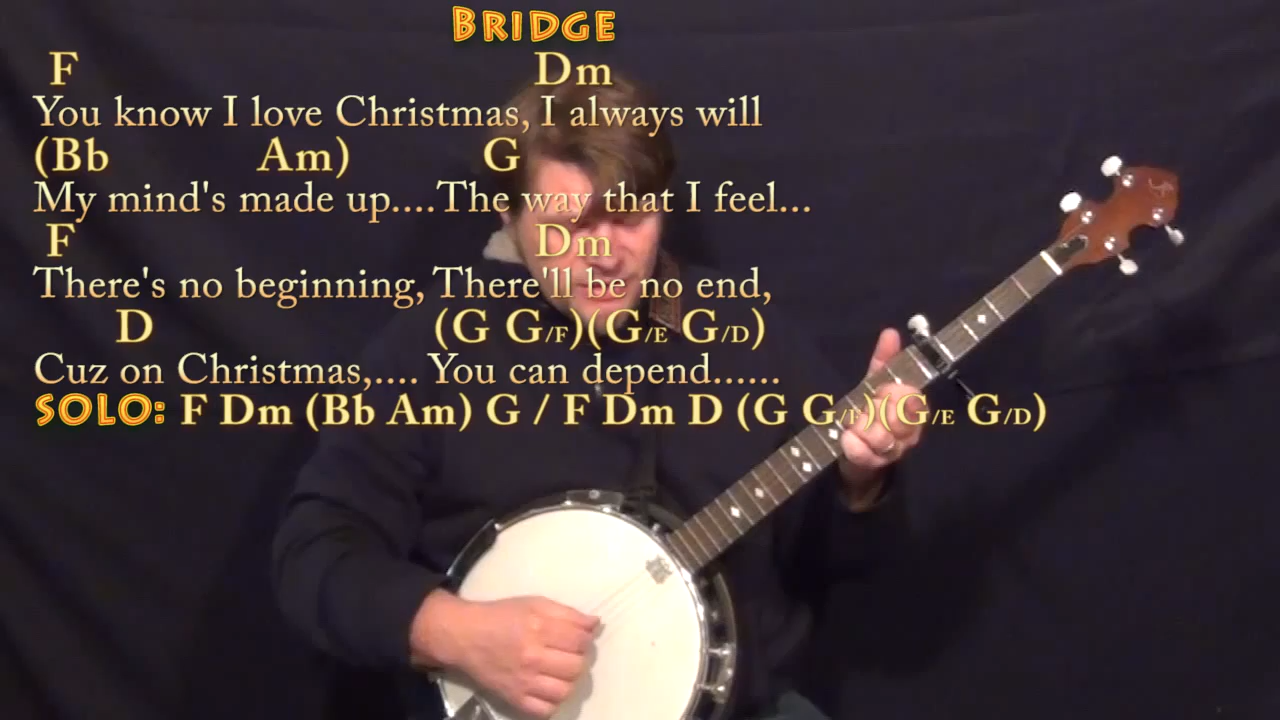 BRIDGE
F Dm
You know I love Christmas, I always will
(Bb Am) G
My mind's made up....The way that I feel...
F Dm
There's no beginning, There'll be no end,
D (G G/F)(G/E G/D)
Cuz on Christmas,.... You can depend......
SOLO: F Dm (Bb Am) G / F Dm D (G G/F)(G/E G/D)